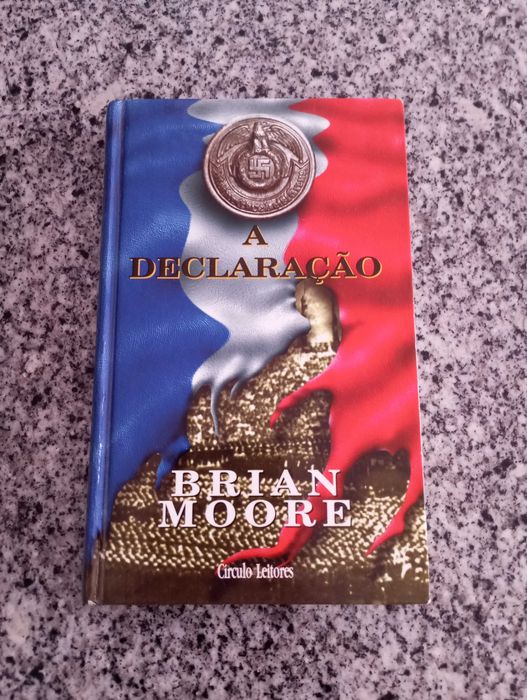 A
DECLARAÇÃO
BRIAN
MOORE
Círculo Leitores